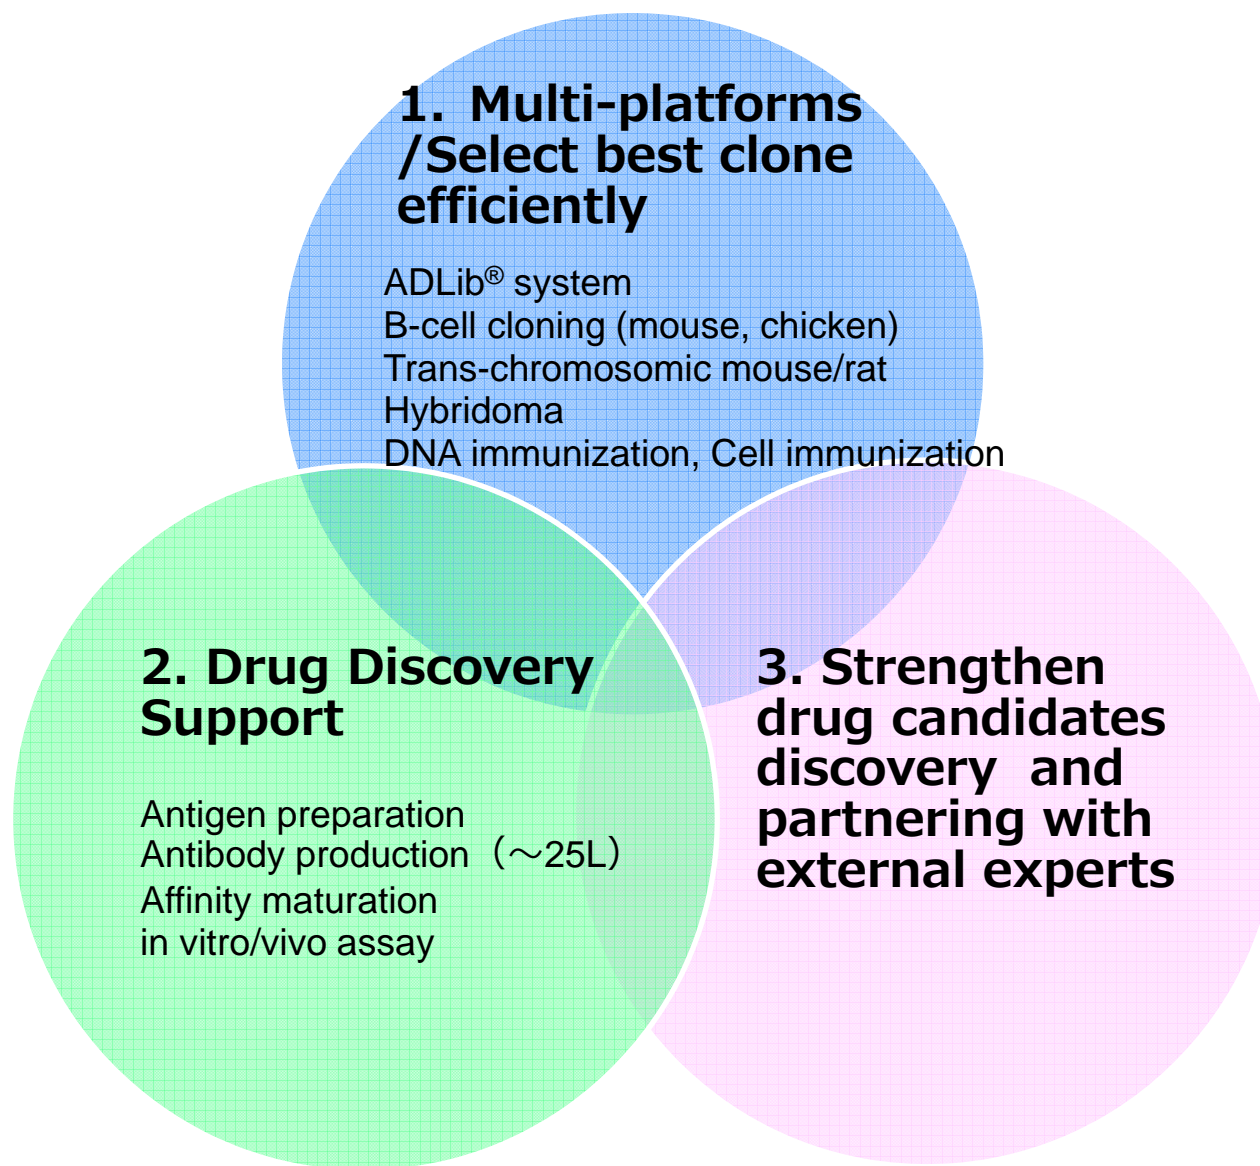 1. Multi-platforms
/Select best clone
efficiently
ADLib® system
B-cell cloning (mouse, chicken)
Trans-chromosomic mouse/rat
Hybridoma
DNA immunization, Cell immunization
2. Drug Discovery
Support
Antigen preparation
Antibody production（～25L）
Affinity maturation
in vitro/vivo assay
3. Strengthen
drug candidates
discovery and
partnering with
external experts